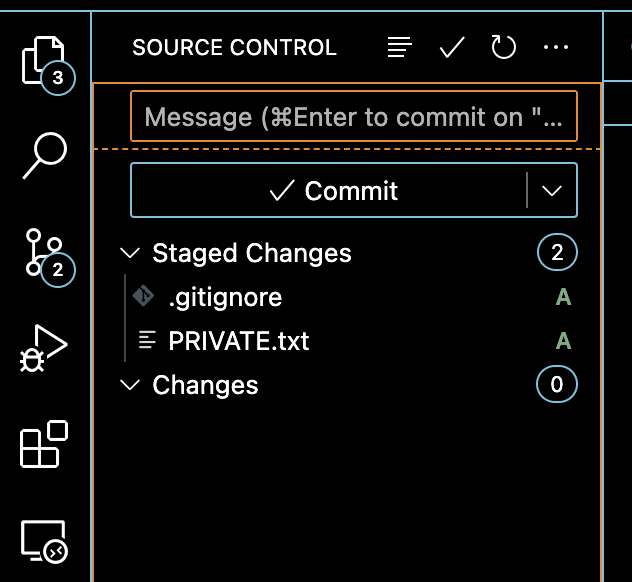 SOURCE CONTROL
3
Message (⌘Enter to commit on "...
Commit
Staged Changes 2
2
.gitignore A
PRIVATE.txt A
Changes 0